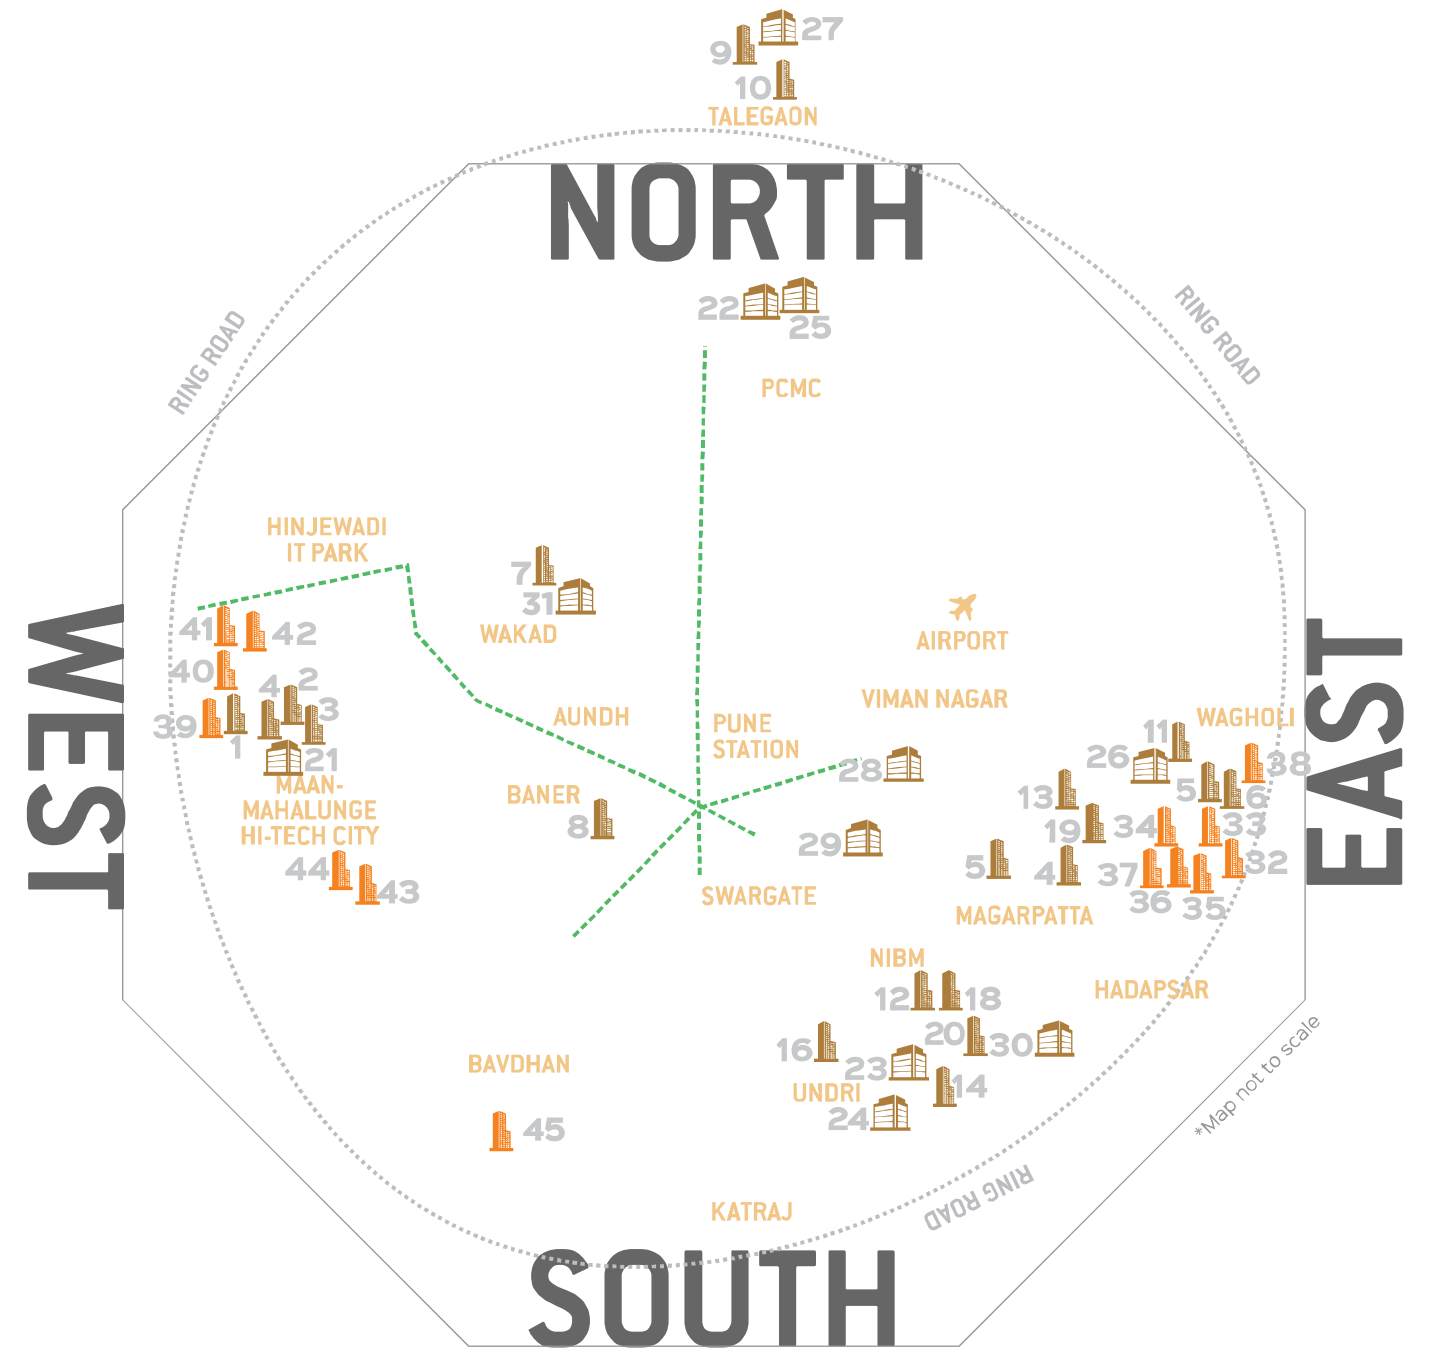 27
9
10
TALEGAON
NORTH
22
25
RING ROAD
RING ROAD
PCMC
HINJEWADI
IT PARK
7
31
WAKAD
41
42
40
4
2
39
1
3
21
WEST
AIRPORT
VIMAN NAGAR
AUNDH
PUNE
STATION
WAGHOLI
EAST
MAAN-
MAHALUNGE
HI-TECH CITY
BANER
8
28
29
11
26
38
5
6
13
19
34
33
5
4
37
32
36
35
44
43
SWARGATE
MAGARPATTA
NIBM
HADAPSAR
12
18
20
30
16
23
14
UNDRI
24
BAVDHAN
45
*Map not to scale
RING ROAD
KATRAJ
SOUTH